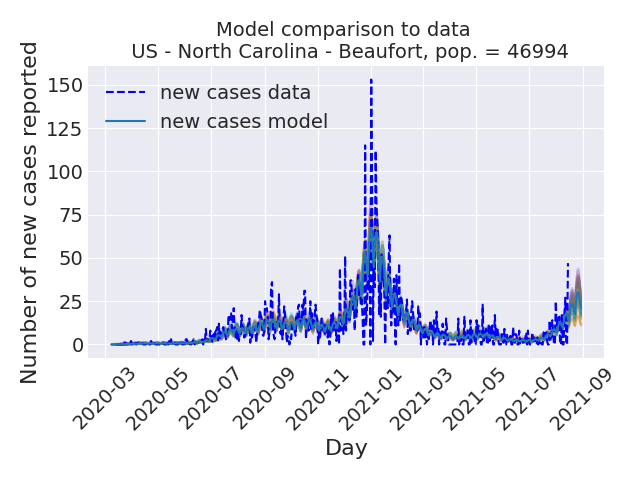 Model comparison to data
US - North Carolina - Beaufort, pop. = 46994
Number of new cases reported
150
125
100
75
50
25
0
new cases data
new cases model
2020-03
2020-05
2020-07
2020-09
2020-11
2021-01
2021-03
2021-05
2021-07
2021-09
Day